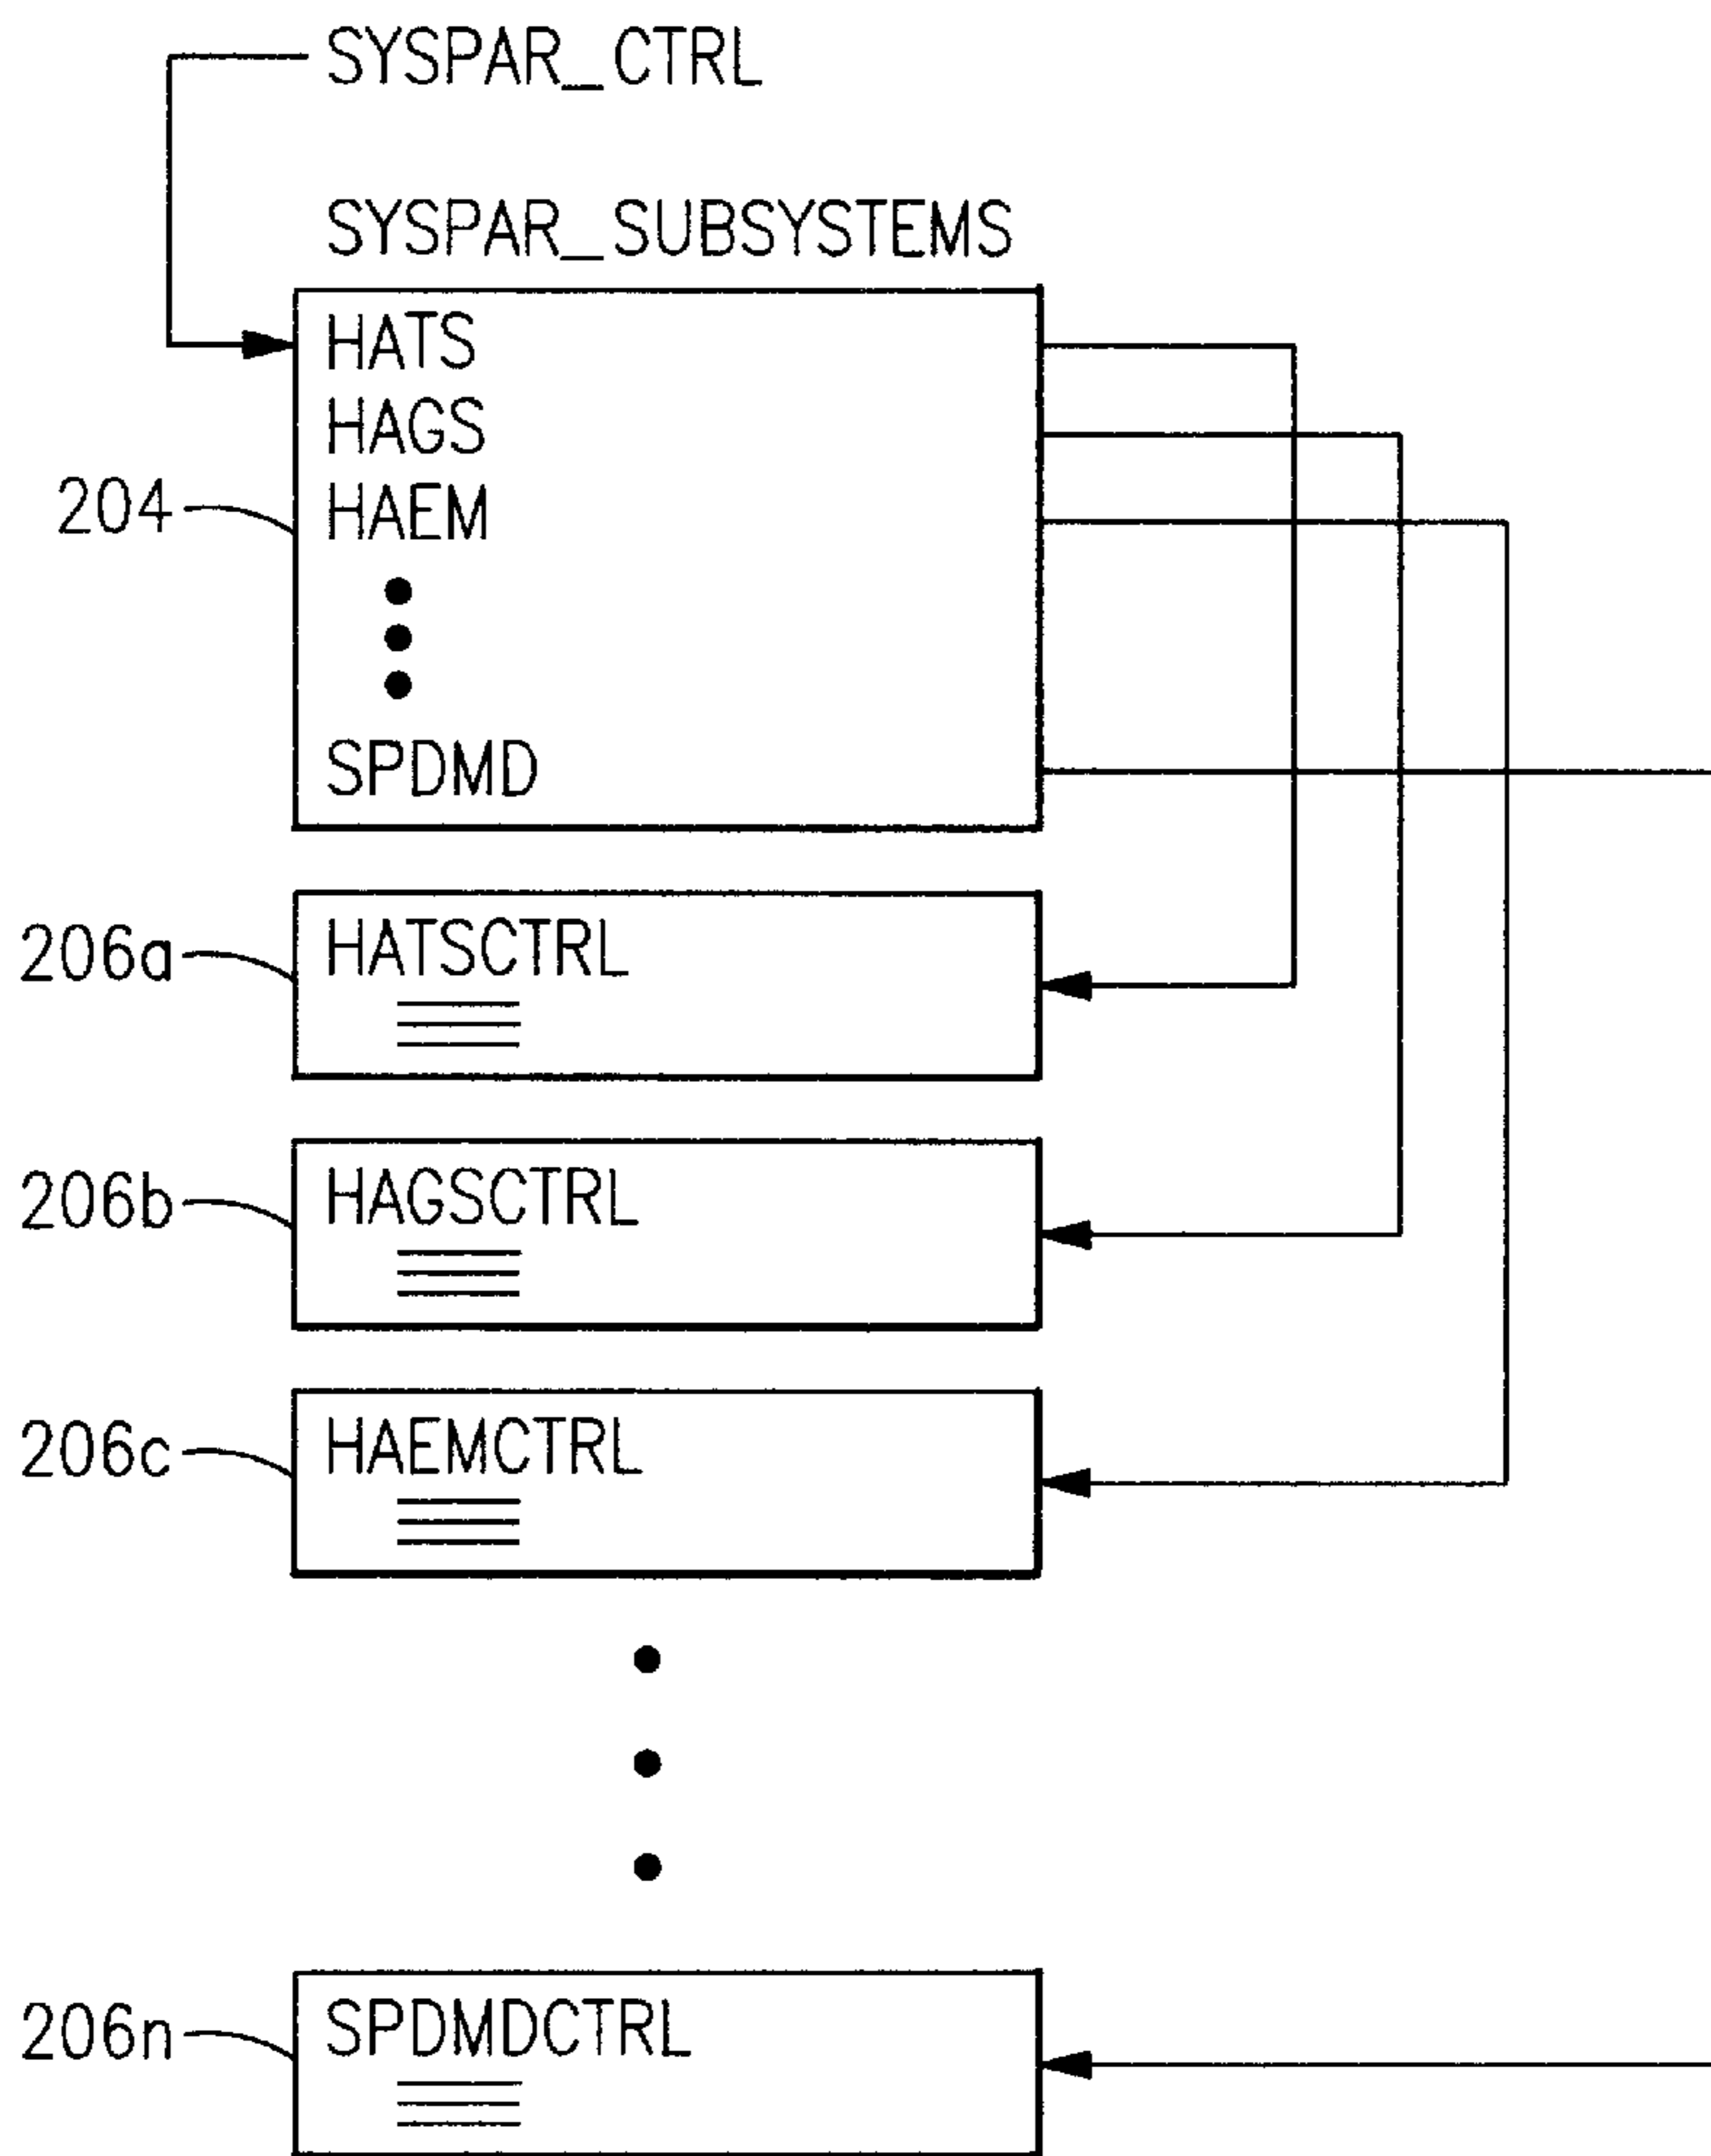 SYSPAR_CTRL
SYSPAR_SUBSYSTEMS
HATS
HAGS
204
HAEM
SPDMD
206a
HATSCTRL
206b
HAGSCTRL
206c
HAEMCTRL
206n
SPDMDCTRL